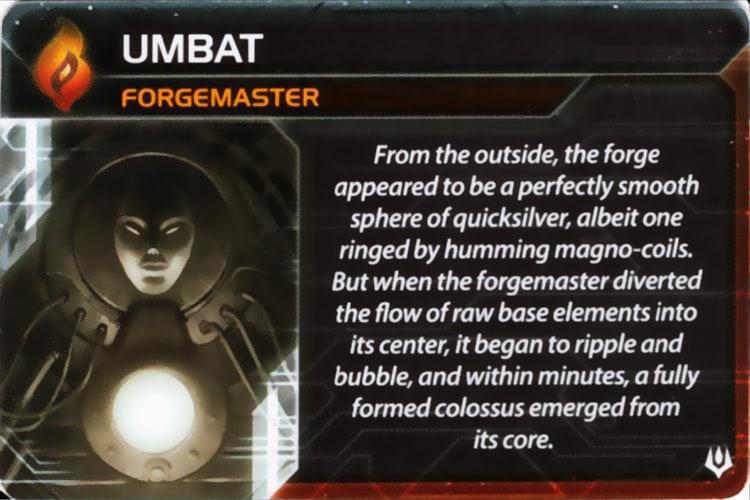 UMBAT
FORGEMASTER
From the outside, the forge
appeared to be a perfectly smooth
sphere of quicksilver, albeit one
ringed by humming magno-coils.
But when the forgemaster diverted
the flow of raw base elements into
its center, it began to ripple and
bubble, and within minutes, a fully
formed colossus emerged from
its core.